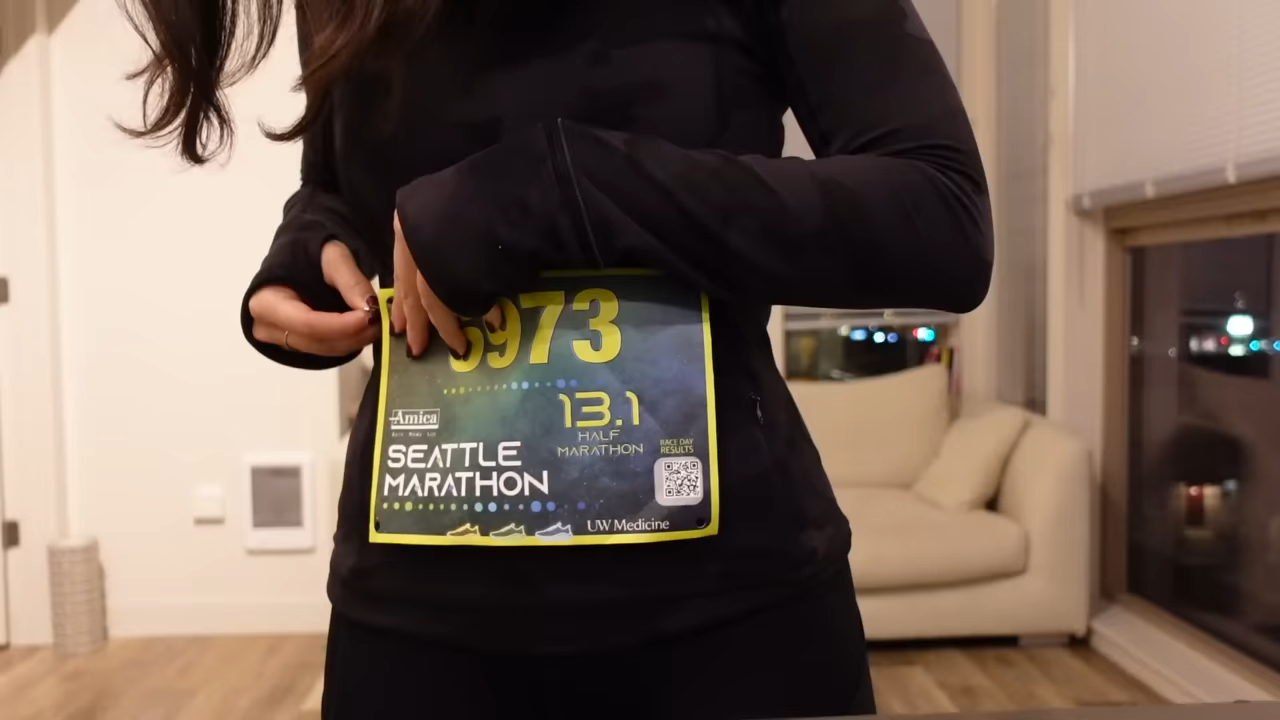 973
13.1
HALF
MARATHON
Amica
SEATTLE
MARATHON
RACE DAY
RESULTS
UW Medicine